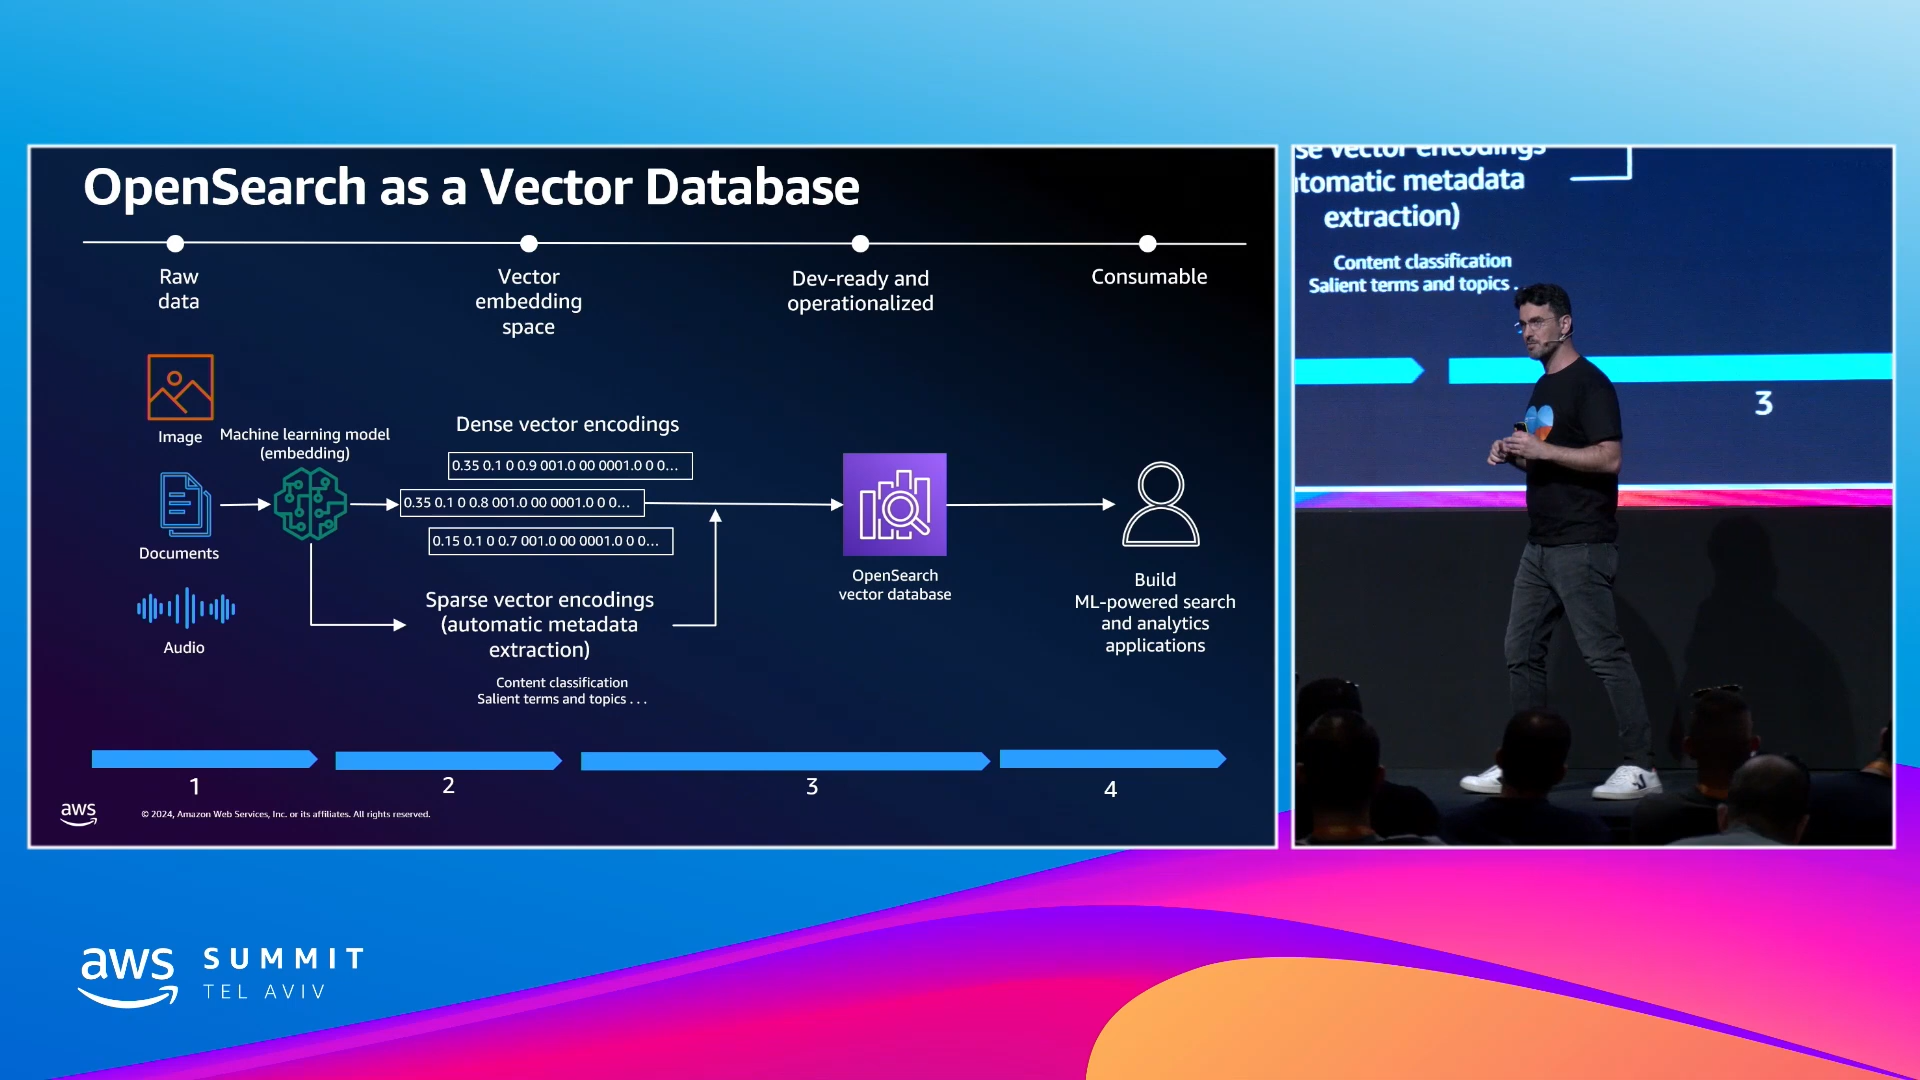 OpenSearch as a Vector Database
Raw
data
Vector
embedding
space
Dev-ready and
operationalized
Consumable
Image
Machine learning model
(embedding)
Documents
Audio
Dense vector encodings
0.35 0.1 0 0.9 001.0 00 0001.0 0 0...
0.35 0.1 0 0.8 001.0 00 0001.0 0 0...
0.15 0.1 0 0.7 001.0 00 0001.0 0 0...
Sparse vector encodings
(automatic metadata
extraction)
Content classification
Salient terms and topics . . .
OpenSearch
vector database
Build
ML-powered search
and analytics
applications
1
2
3
4
aws
© 2024, Amazon Web Services, Inc. or its affiliates. All rights reserved.
se vector encodings
tomatic metadata
extraction)
Content classification
Salient terms and topics .
3
aws
SUMMIT
TEL AVIV